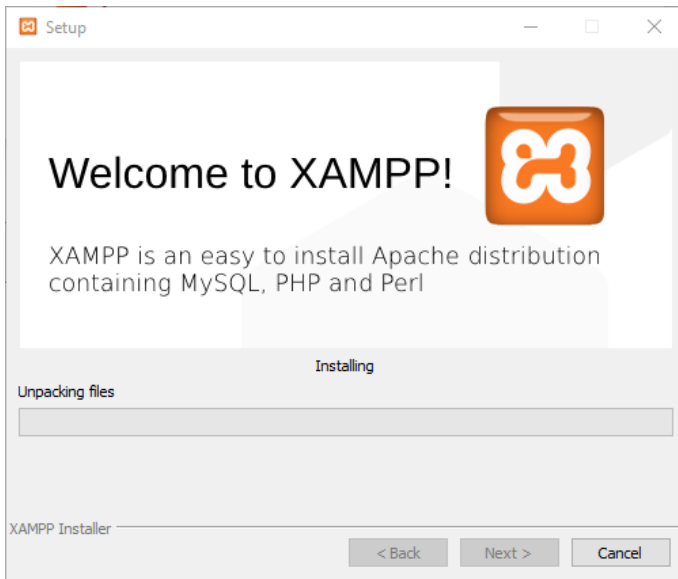 Setup
Welcome to XAMPP!
XAMPP is an easy to install Apache distribution
containing MySQL, PHP and Perl
Installing
Unpacking files
XAMPP Installer
< Back
Next >
Cancel